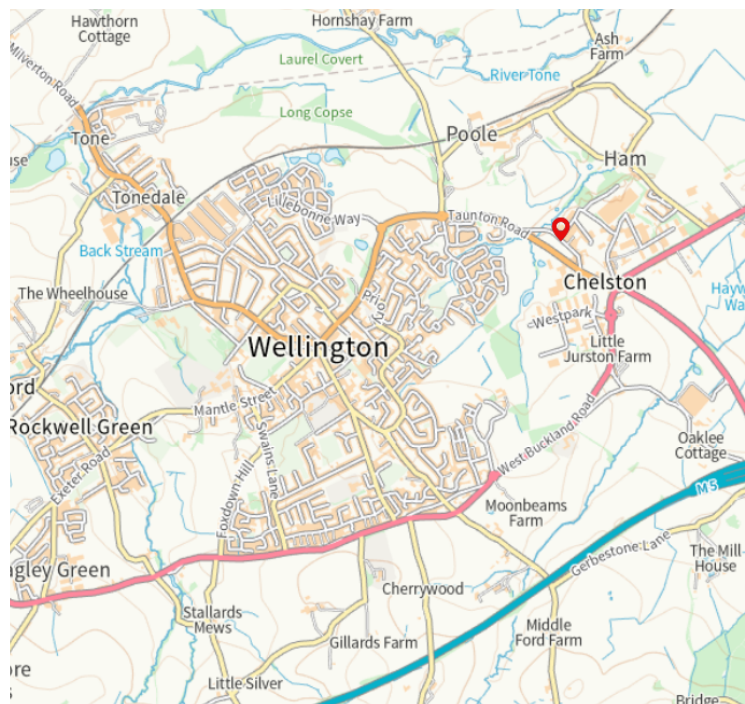 Hawthorn
Cottage
Hornshay Farm
Ash
Farm
Milverton Road
Laurel Covert
River Tone
Long Copse
Tone
Poole
Ham
Tonedale
Lillebonne Way
Taunton Road
Back Stream
Chelston
The Wheelhouse
Priory
Westpark
Little
Jurston Farm
Wellington
Mantle Street
Rockwell Green
Exeter Road
Swains Lane
Foxdown Hill
West Buckland Road
Oaklee
Cottage
M5
Moonbeams
Farm
Gerbestone Lane
The Mill
House
Cherrywood
Stallards
Mews
Gillards Farm
Middle
Ford Farm
Little Silver
Bridge